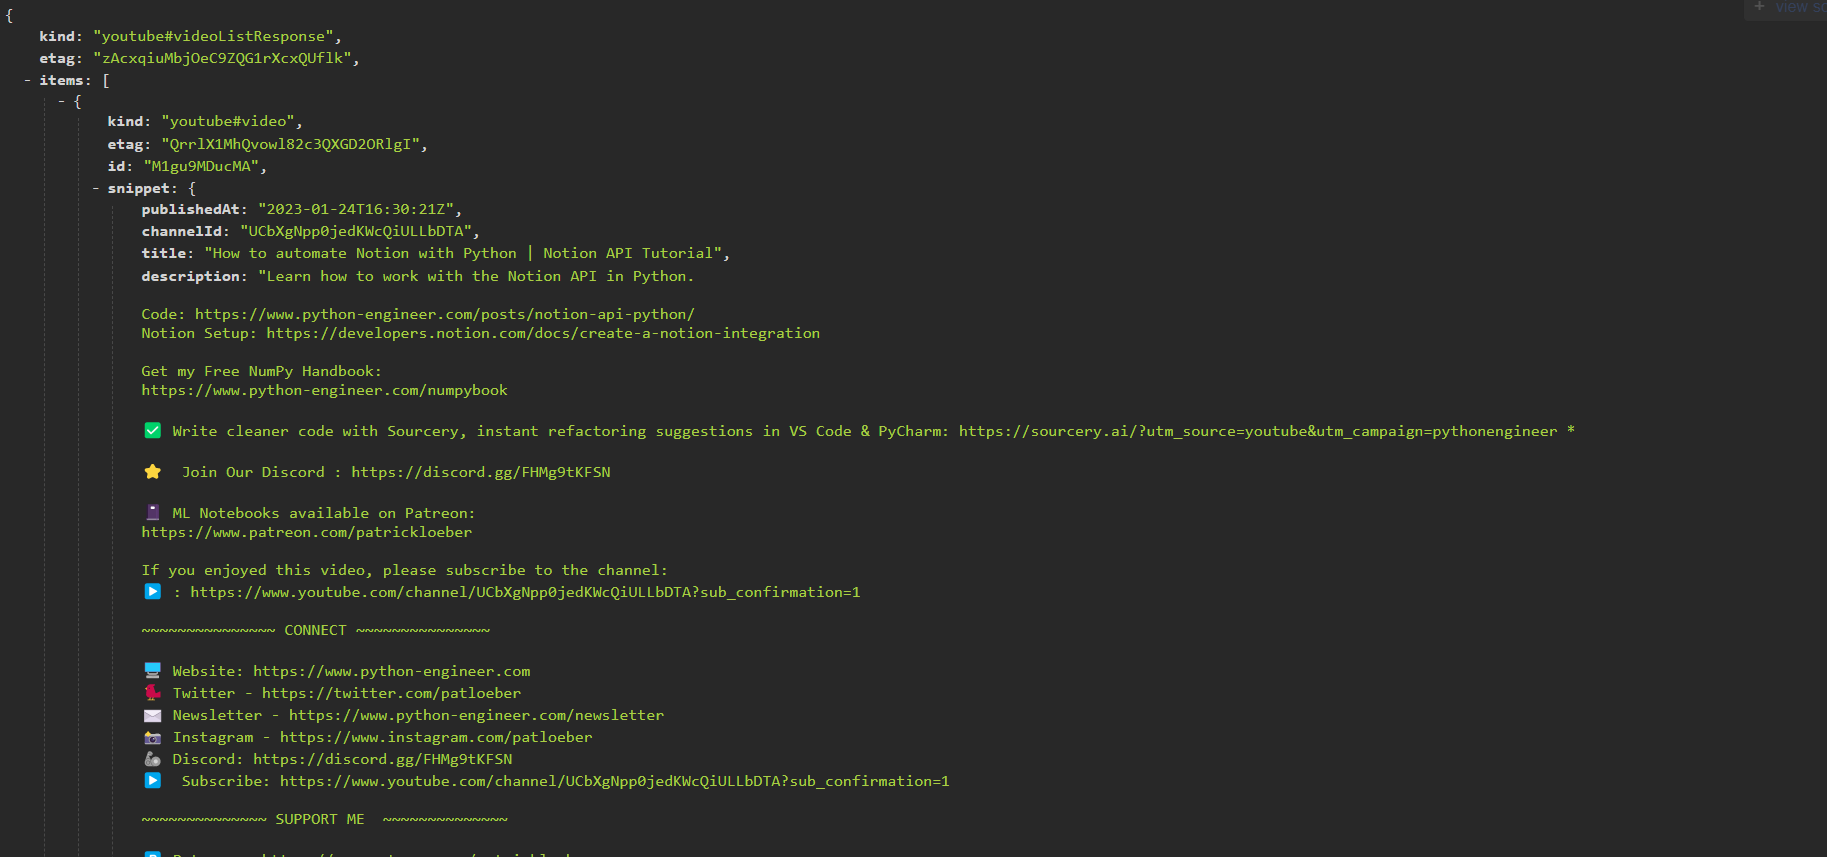 + view so
{
kind: "youtube#videoListResponse",
etag: "zAcxqiuMbjOeC9ZQG1rXcxQUflk",
- items: [
- {
kind: "youtube#video",
etag: "QrrlX1MhQvowl82c3QXGD2ORlgI",
id: "M1gu9MDucMA",
- snippet: {
publishedAt: "2023-01-24T16:30:21Z",
channelId: "UCbXgNpp0jedKWcQiULLbDTA",
title: "How to automate Notion with Python | Notion API Tutorial",
description: "Learn how to work with the Notion API in Python.
Code: https://www.python-engineer.com/posts/notion-api-python/
Notion Setup: https://developers.notion.com/docs/create-a-notion-integration
Get my Free NumPy Handbook:
https://www.python-engineer.com/numpybook
✅ Write cleaner code with Sourcery, instant refactoring suggestions in VS Code & PyCharm: https://sourcery.ai/?utm_source=youtube&utm_campaign=pythonengineer *
⭐ Join Our Discord : https://discord.gg/FHMg9tKFSN
📓 ML Notebooks available on Patreon:
https://www.patreon.com/patrickloeber
If you enjoyed this video, please subscribe to the channel:
▶️ : https://www.youtube.com/channel/UCbXgNpp0jedKWcQiULLbDTA?sub_confirmation=1
~~~~~~~~~~~~~~~ CONNECT ~~~~~~~~~~~~~~~
🖥️ Website: https://www.python-engineer.com
🐦 Twitter - https://twitter.com/patloeber
✉️ Newsletter - https://www.python-engineer.com/newsletter
📸 Instagram - https://www.instagram.com/patloeber
🦾 Discord: https://discord.gg/FHMg9tKFSN
▶️ Subscribe: https://www.youtube.com/channel/UCbXgNpp0jedKWcQiULLbDTA?sub_confirmation=1
~~~~~~~~~~~~~~ SUPPORT ME ~~~~~~~~~~~~~~